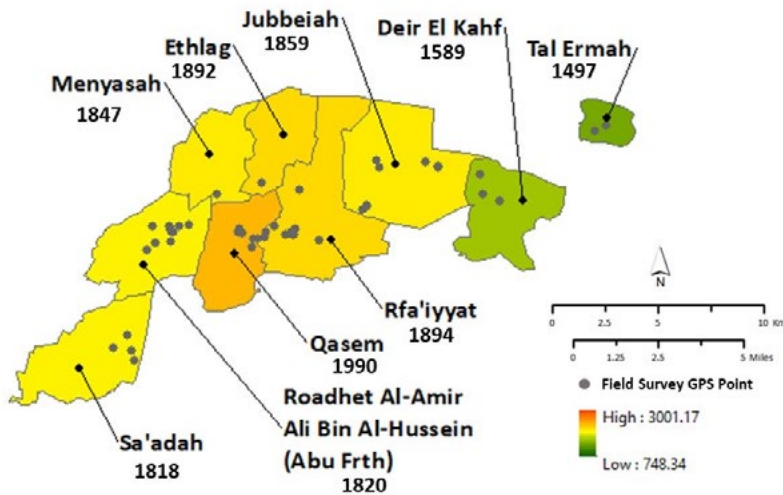 Jubbeiah
1859
Deir El Kahf
1589
Ethlag
1892
Tal Ermah
1497
Menyasah
1847
N
Rfa'iyyat
1894
0 2.5 5 10 Km
Qasem
1990
0 1.25 2.5 5 Miles
Roadhet Al-Amir
Ali Bin Al-Hussein
(Abu Frth)
1820
Field Survey GPS Point
Sa'adah
1818
High : 3001.17
Low : 748.34